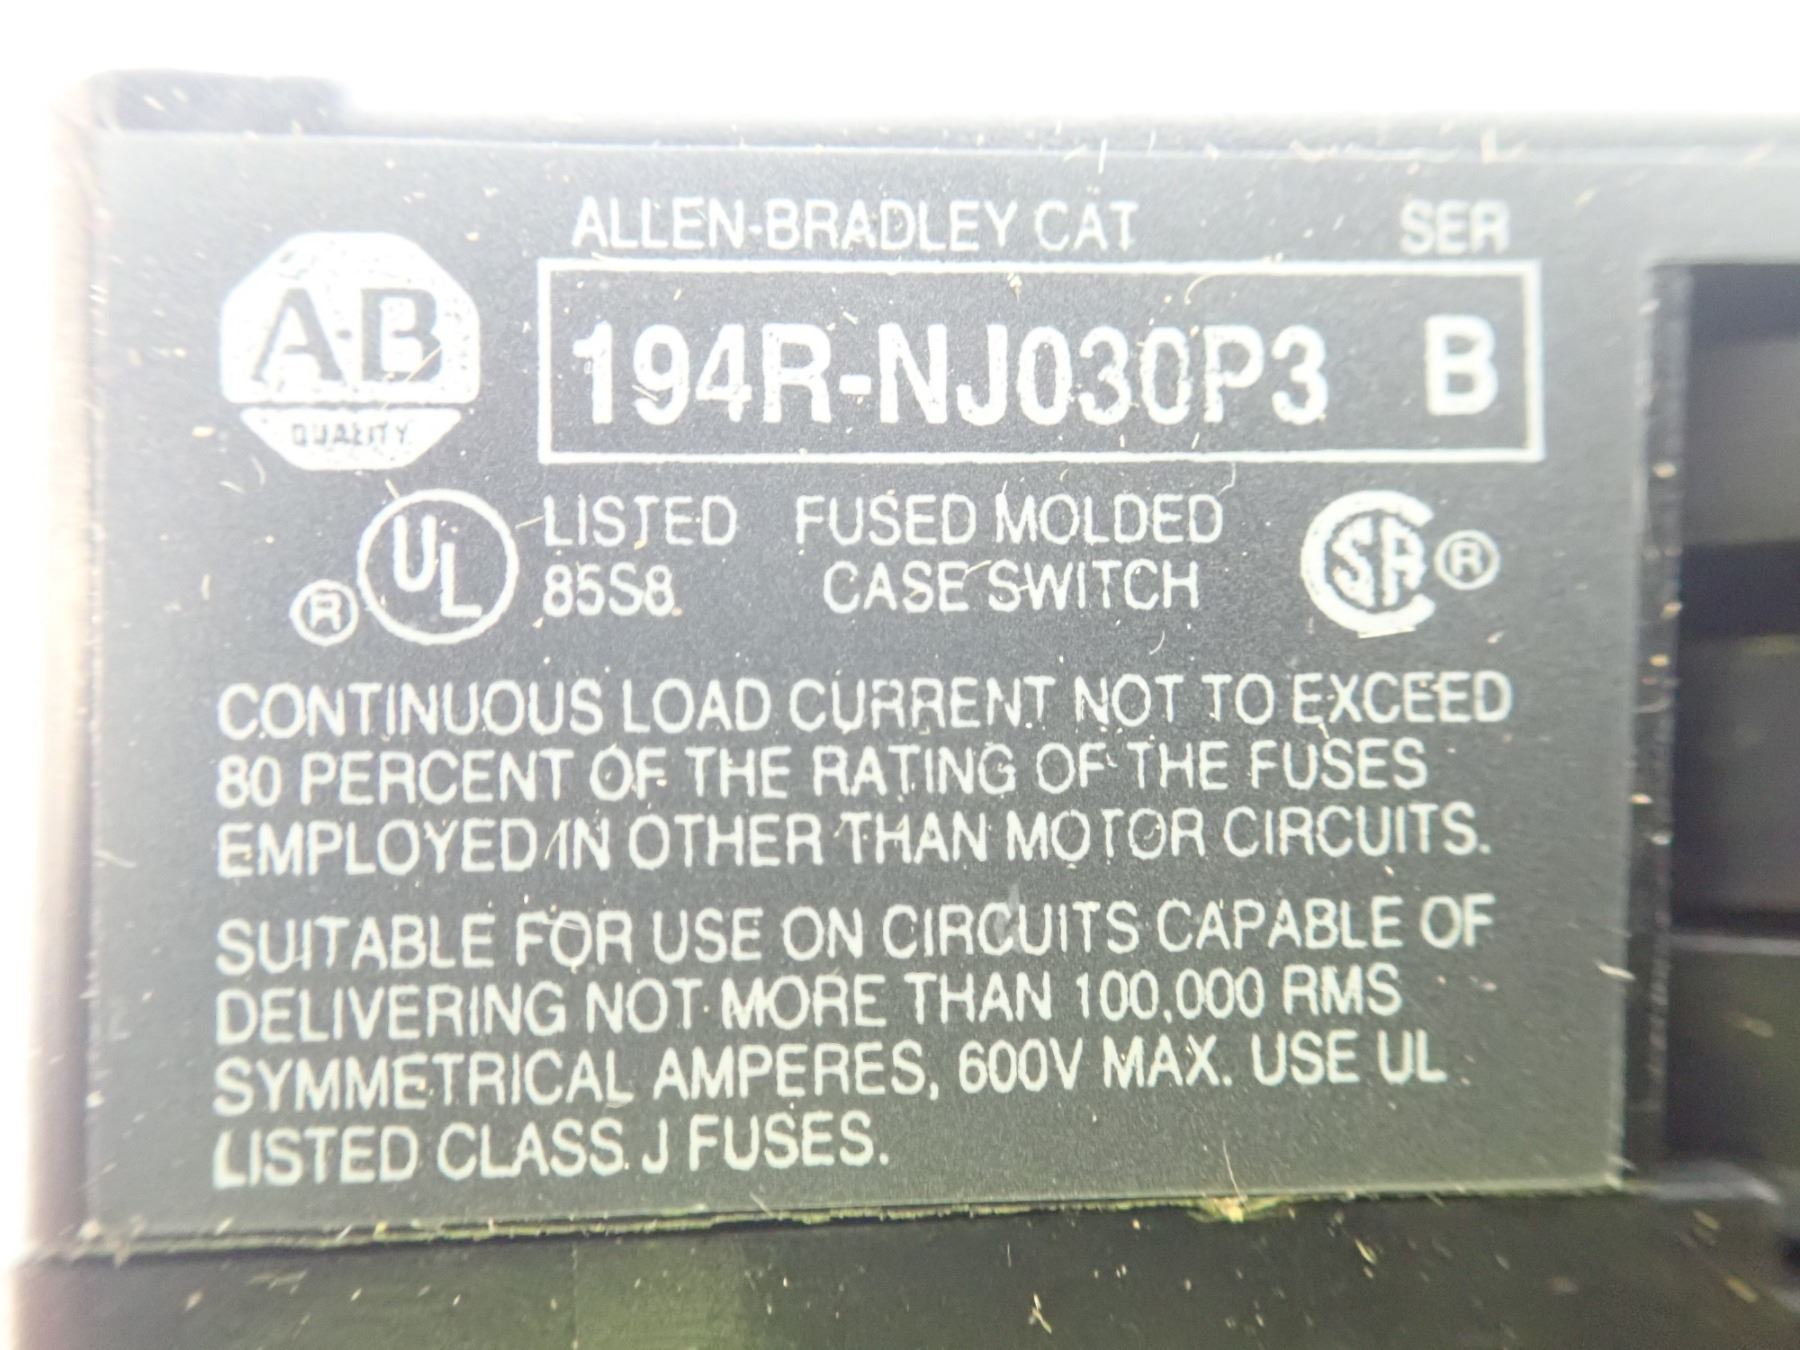 ALLEN-BRADLEY CAT SER
A-B
QUALITY
194R-NJ030P3 B
UL ® LISTED 85S8
FUSED MOLDED
CASE SWITCH
CSA ®
CONTINUOUS LOAD CURRENT NOT TO EXCEED
80 PERCENT OF THE RATING OF THE FUSES
EMPLOYED IN OTHER THAN MOTOR CIRCUITS.
SUITABLE FOR USE ON CIRCUITS CAPABLE OF
DELIVERING NOT MORE THAN 100,000 RMS
SYMMETRICAL AMPERES, 600V MAX. USE UL
LISTED CLASS J FUSES.